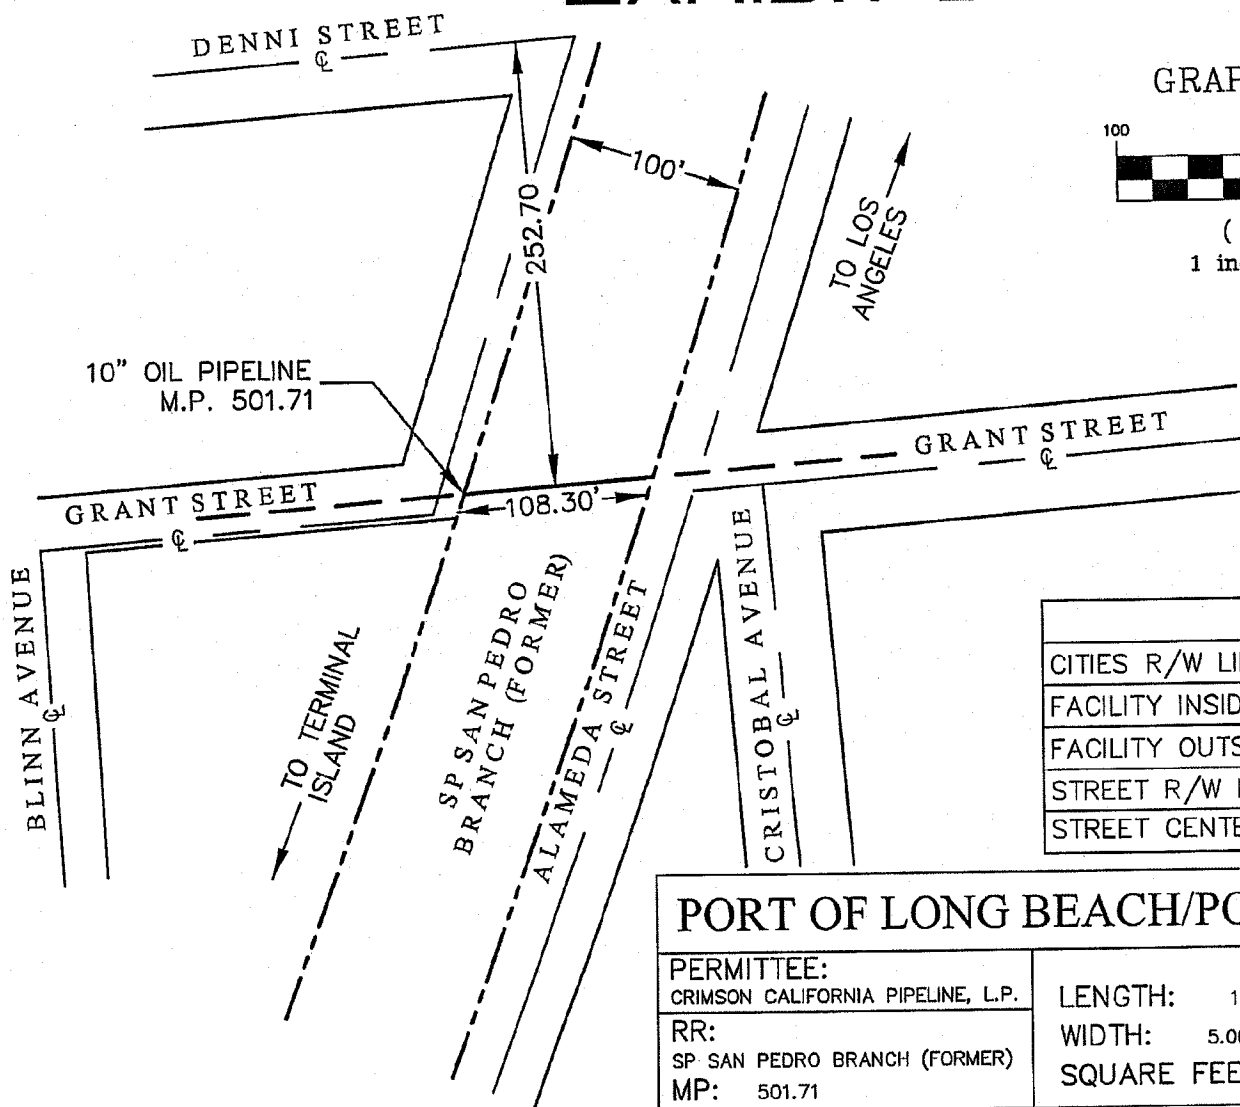 DENNI STREET
℄
GRAP
100
100'
252.70
TO LOS
ANGELES
(
1 in
10" OIL PIPELINE
M.P. 501.71
GRANT STREET
℄
GRANT STREET
℄
108.30'
BLINN AVENUE
℄
TO TERMINAL
ISLAND
SP SAN PEDRO
BRANCH (FORMER)
ALAMEDA STREET
℄
CRISTOBAL AVENUE
℄
CITIES R/W LI
FACILITY INSID
FACILITY OUTS
STREET R/W
STREET CENTE
PORT OF LONG BEACH/PO
PERMITTEE:
CRIMSON CALIFORNIA PIPELINE, L.P.
RR:
SP SAN PEDRO BRANCH (FORMER)
MP: 501.71
LENGTH: 1
WIDTH: 5.00
SQUARE FEE